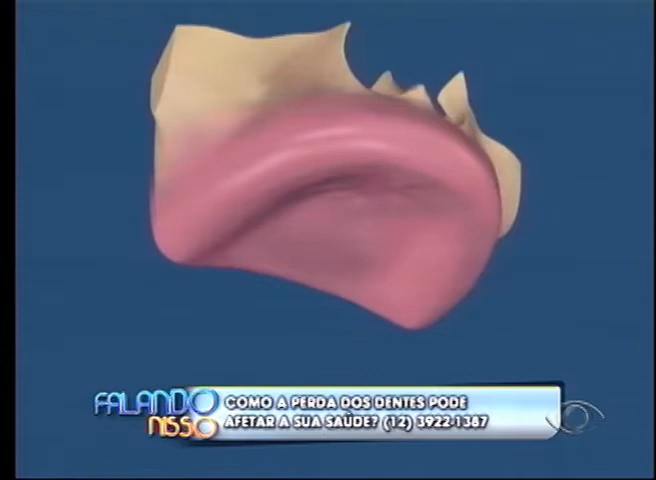 FALANDO
NISSO
COMO A PERDA DOS DENTES PODE
AFETAR A SUA SAÚDE? (12) 3922-1387